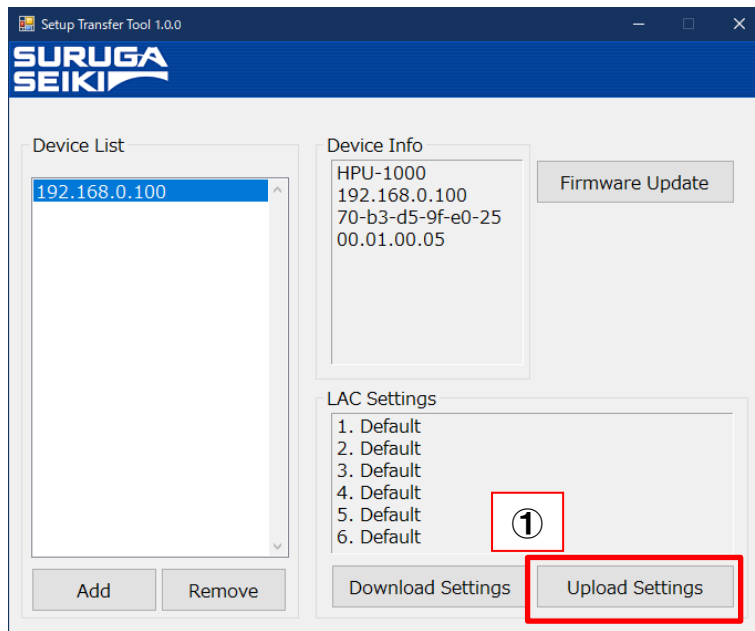 Setup Transfer Tool 1.0.0
SURUGA
SEIKI
Device List
192.168.0.100
Add
Remove
Device Info
HPU-1000
192.168.0.100
70-b3-d5-9f-e0-25
00.01.00.05
Firmware Update
LAC Settings
1. Default
2. Default
3. Default
4. Default
5. Default
6. Default
①
Download Settings
Upload Settings